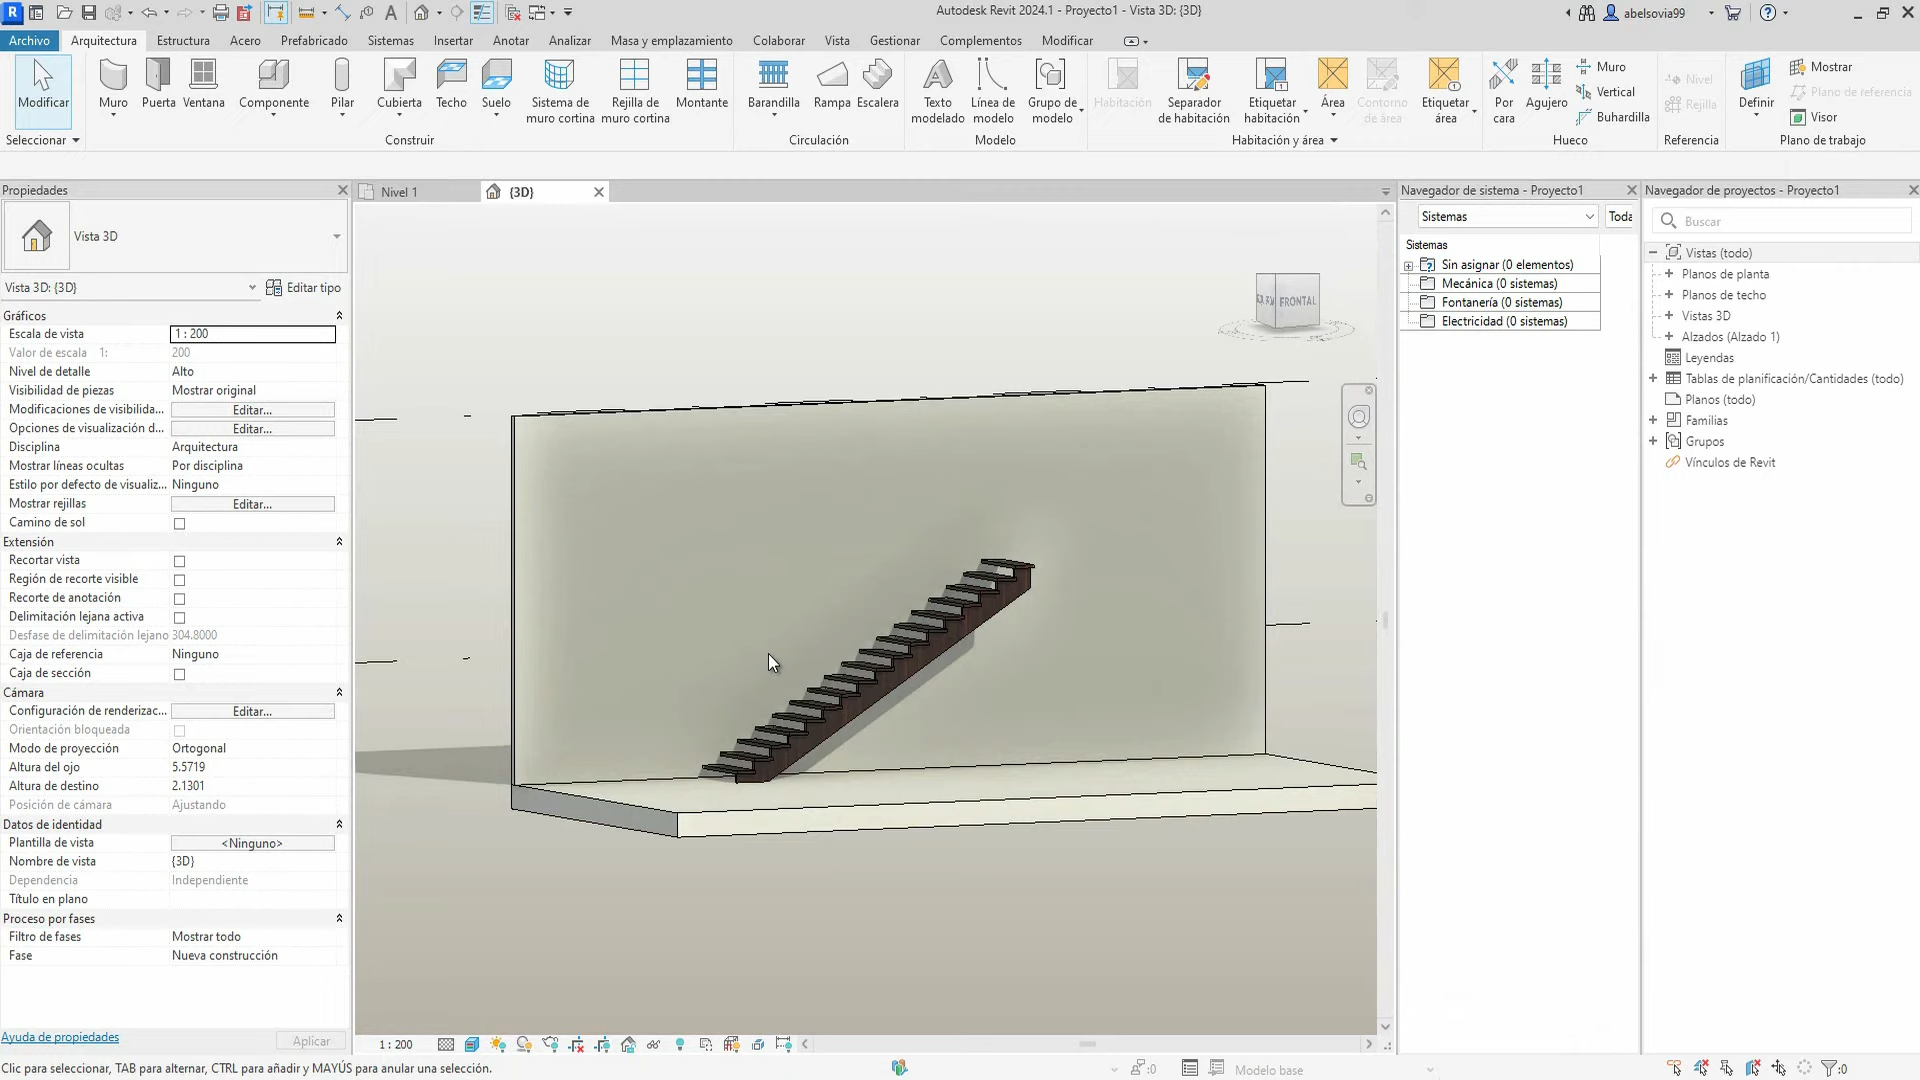 Autodesk Revit 2024.1 - Proyecto1 - Vista 3D: {3D}
abelsovia99
Archivo Arquitectura Estructura Acero Prefabricado Sistemas Insertar Anotar Analizar Masa y emplazamiento Colaborar Vista Gestionar Complementos Modificar
Modificar
Seleccionar
Muro
Puerta
Ventana
Componente
Pilar
Cubierta
Techo
Suelo
Sistema de muro cortina
Rejilla de muro cortina
Montante
Construir
Barandilla
Rampa
Escalera
Circulación
Texto modelado
Línea de modelo
Grupo de modelo
Modelo
Habitación
Separador de habitación
Etiquetar habitación
Área
Contorno de área
Etiquetar área
Habitación y área
Por cara
Agujero
Muro
Vertical
Buhardilla
Hueco
Nivel
Rejilla
Referencia
Definir
Mostrar
Plano de referencia
Visor
Plano de trabajo
Propiedades
Vista 3D
Vista 3D: {3D}
Editar tipo
Gráficos
Escala de vista 1 : 200
Valor de escala 1: 200
Nivel de detalle Alto
Visibilidad de piezas Mostrar original
Modificaciones de visibilida... Editar...
Opciones de visualización d... Editar...
Disciplina Arquitectura
Mostrar líneas ocultas Por disciplina
Estilo por defecto de visualiz... Ninguno
Mostrar rejillas Editar...
Camino de sol
Extensión
Recortar vista
Región de recorte visible
Recorte de anotación
Delimitación lejana activa
Desfase de delimitación lejano 304.8000
Caja de referencia Ninguno
Caja de sección
Cámara
Configuración de renderizac... Editar...
Orientación bloqueada
Modo de proyección Ortogonal
Altura del ojo 5.5719
Altura de destino 2.1301
Posición de cámara Ajustando
Datos de identidad
Plantilla de vista <Ninguno>
Nombre de vista {3D}
Dependencia Independiente
Título en plano
Proceso por fases
Filtro de fases Mostrar todo
Fase Nueva construcción
Ayuda de propiedades
Aplicar
Nivel 1
{3D}
FRONTAL
1 : 200
Navegador de sistema - Proyecto1
Sistemas
Toda
Sistemas
Sin asignar (0 elementos)
Mecánica (0 sistemas)
Fontanería (0 sistemas)
Electricidad (0 sistemas)
Navegador de proyectos - Proyecto1
Buscar
Vistas (todo)
Planos de planta
Planos de techo
Vistas 3D
Alzados (Alzado 1)
Leyendas
Tablas de planificación/Cantidades (todo)
Planos (todo)
Familias
Grupos
Vínculos de Revit
Clic para seleccionar, TAB para alternar, CTRL para añadir y MAYÚS para anular una selección.
:0
Modelo base
:0